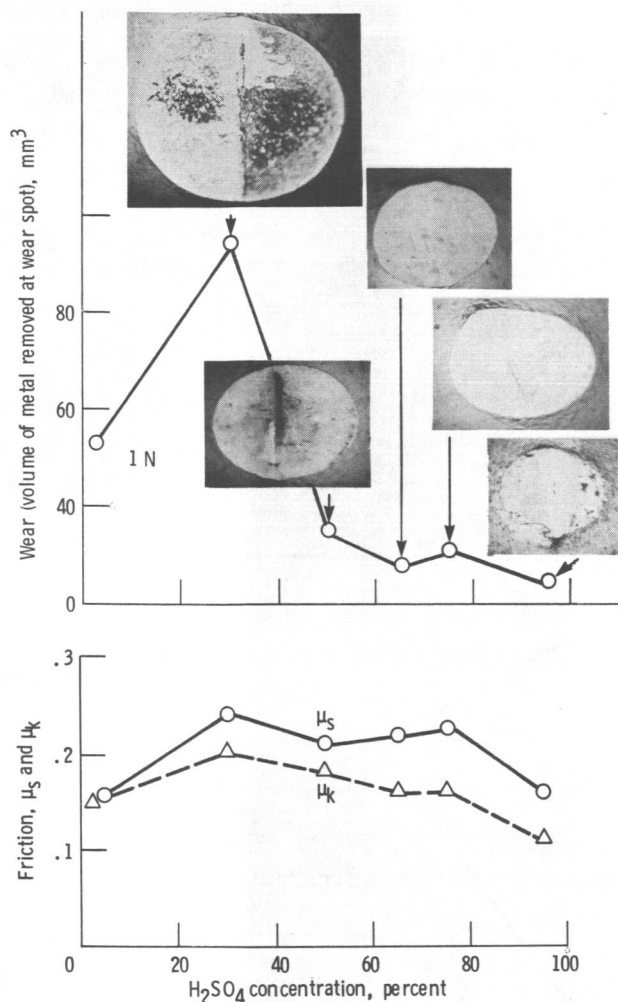 Wear (volume of metal removed at wear spot), mm³
80
60
40
20
0
1 N
Friction, μs and μk
.3
.2
.1
μs
μk
0
20
40
60
80
100
H₂SO₄ concentration, percent